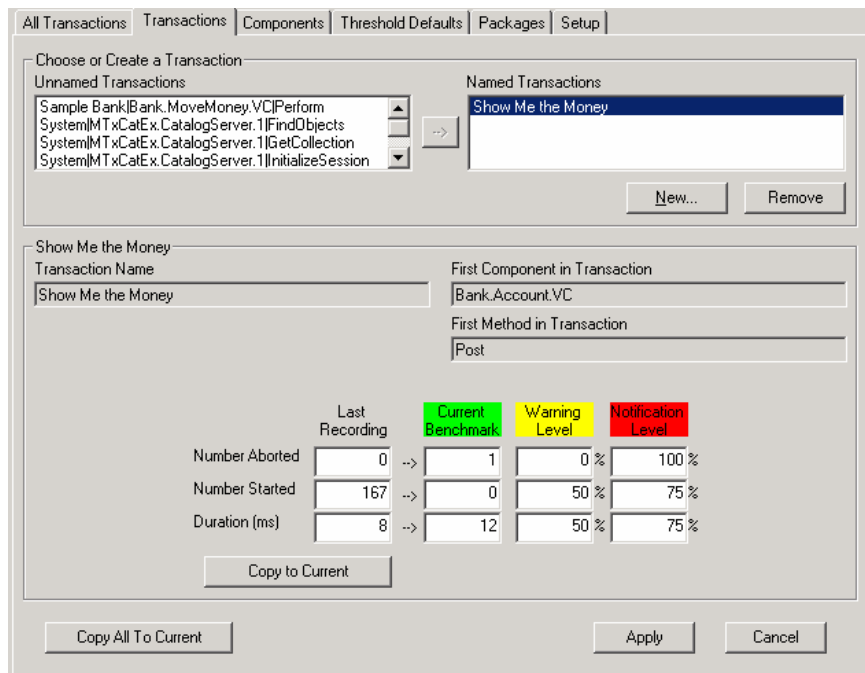 All Transactions Transactions Components Threshold Defaults Packages Setup
Choose or Create a Transaction
Unnamed Transactions Named Transactions
Sample Bank|Bank.MoveMoney.VC|Perform
System|MTxCatEx.CatalogServer.1|FindObjects
System|MTxCatEx.CatalogServer.1|GetCollection
System|MTxCatEx.CatalogServer.1|InitializeSession
-->
Show Me the Money
New... Remove
Show Me the Money
Transaction Name First Component in Transaction
Show Me the Money Bank.Account.VC
First Method in Transaction
Post
Last Recording Current Benchmark Warning Level Notification Level
Number Aborted 0 --> 1 0 % 100 %
Number Started 167 --> 0 50 % 75 %
Duration (ms) 8 --> 12 50 % 75 %
Copy to Current
Copy All To Current Apply Cancel